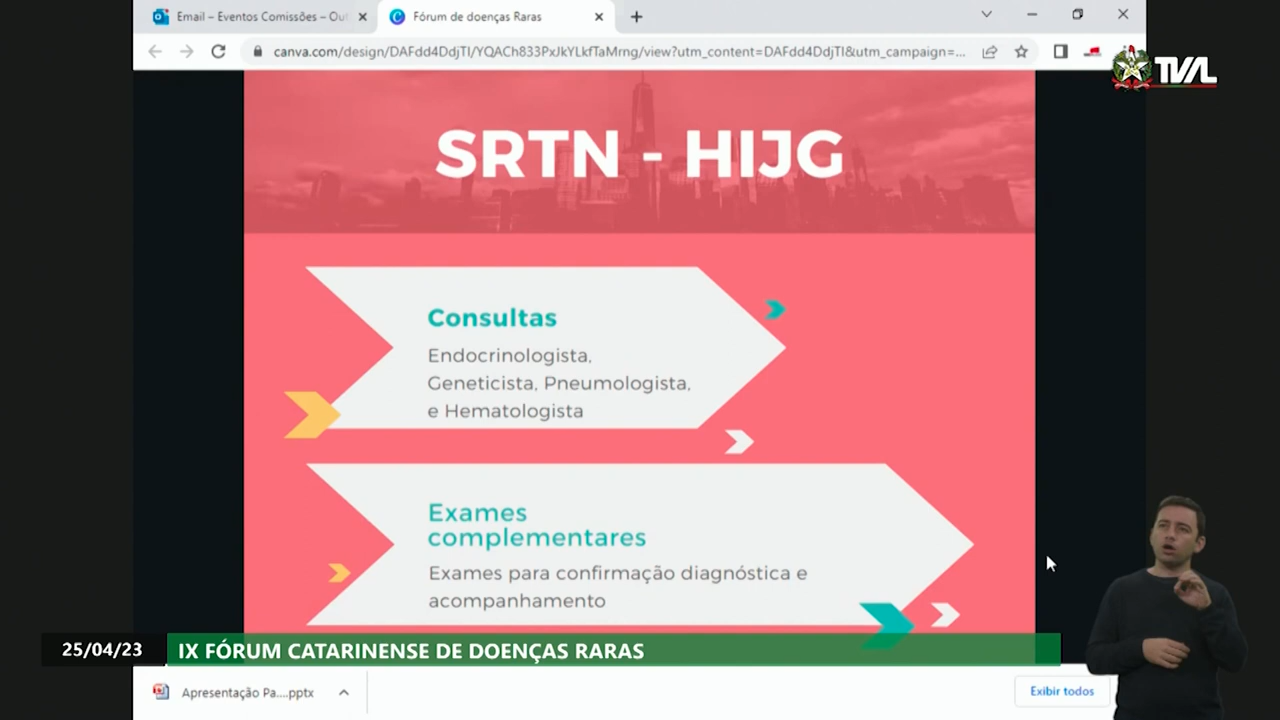 Email – Eventos Comissões – Out
Fórum de doenças Raras
canva.com/design/DAFdd4DdjTI/YQACh833PxJkYLkfTaMrng/view?utm_content=DAFdd4DdjTI&utm_campaign=...
TVAL
SRTN - HIJG
Consultas
Endocrinologista,
Geneticista, Pneumologista,
e Hematologista
Exames
complementares
Exames para confirmação diagnóstica e
acompanhamento
25/04/23
IX FÓRUM CATARINENSE DE DOENÇAS RARAS
Apresentação Pa....pptx
Exibir todos